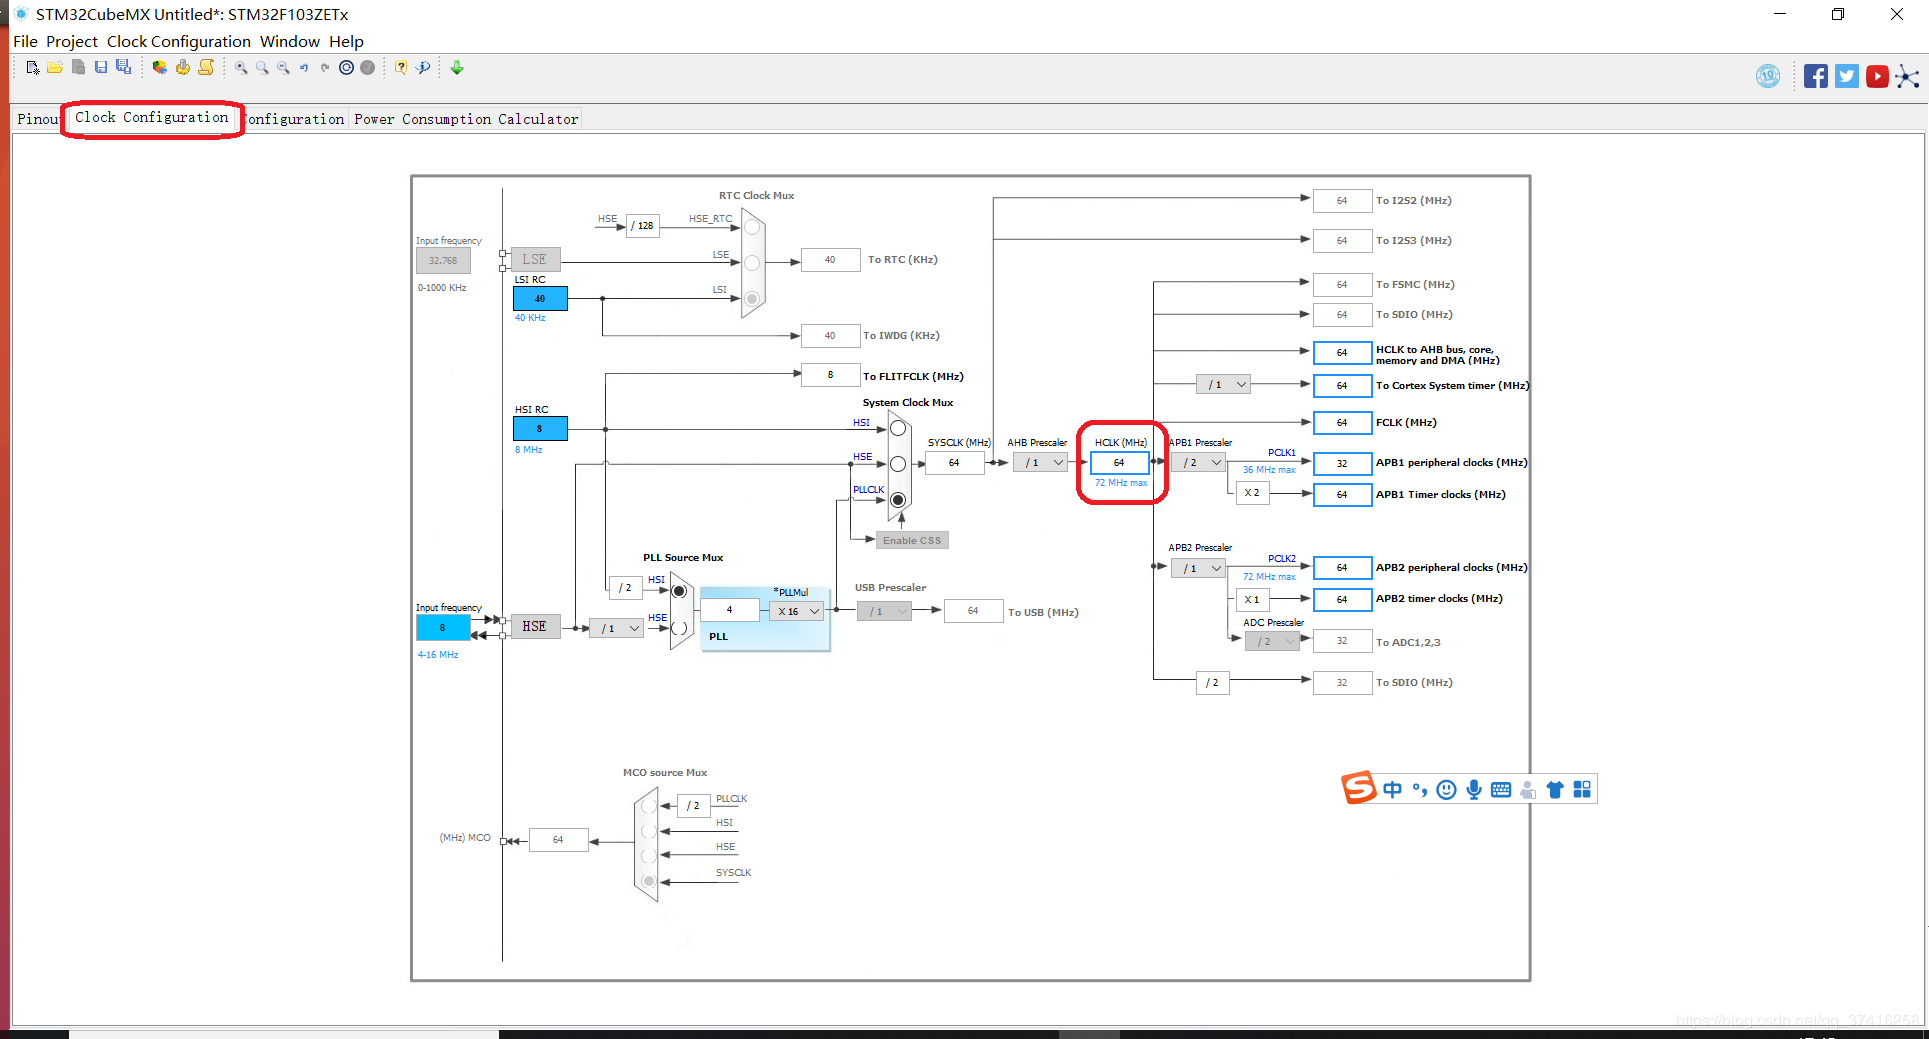 STM32CubeMX Untitled*: STM32F103ZETx
File Project Clock Configuration Window Help
10
Pinou Clock Configuration onfiguration Power Consumption Calculator
RTC Clock Mux
HSE / 128 HSE_RTC
64 To I2S2 (MHz)
Input frequency
32.768
0-1000 KHz
LSE
LSE
40 To RTC (KHz)
64 To I2S3 (MHz)
LSI RC
40
40 KHz
LSI
64 To FSMC (MHz)
64 To SDIO (MHz)
40 To IWDG (KHz)
64 HCLK to AHB bus, core,
memory and DMA (MHz)
8 To FLITFCLK (MHz)
/ 1 64 To Cortex System timer (MHz)
System Clock Mux
HSI RC
8
8 MHz
HSI
64 FCLK (MHz)
HSE
PLLCLK
SYSCLK (MHz) AHB Prescaler HCLK (MHz) APB1 Prescaler
64 / 1 64 / 2
72 MHz max
PCLK1
36 MHz max
32 APB1 peripheral clocks (MHz)
X 2 64 APB1 Timer clocks (MHz)
Enable CSS
PLL Source Mux
APB2 Prescaler
/ 1
PCLK2
72 MHz max
64 APB2 peripheral clocks (MHz)
/ 2 HSI
*PLLMul
USB Prescaler
X 1 64 APB2 timer clocks (MHz)
Input frequency
8
4-16 MHz
HSE
/ 1 HSE
4 X 16
PLL
/ 1 64 To USB (MHz)
ADC Prescaler
/ 2 32 To ADC1,2,3
/ 2 32 To SDIO (MHz)
MCO source Mux
/ 2 PLLCLK
HSI
(MHz) MCO 64
HSE
SYSCLK
S 中 °,
https://blog.csdn.net/qq_37416258